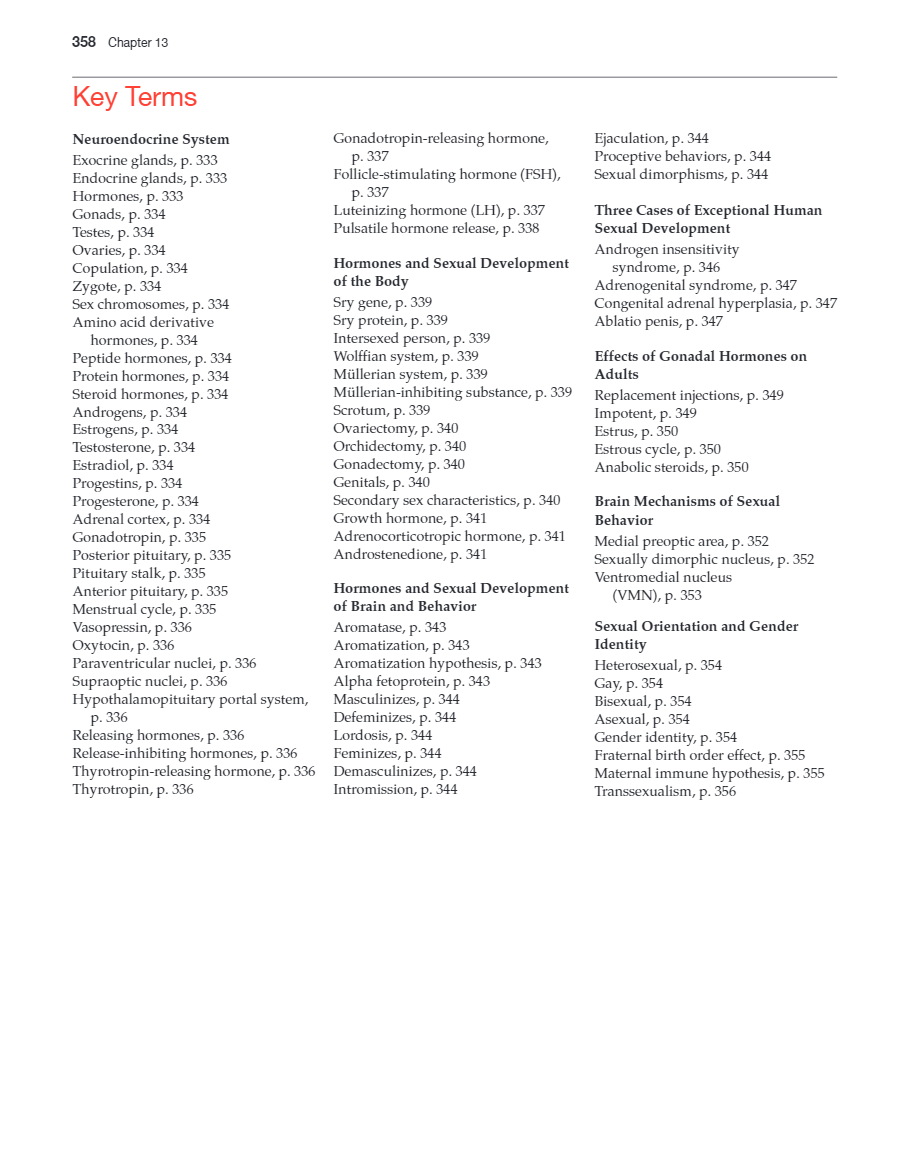 358 Chapter 13
Key Terms
Neuroendocrine System
Exocrine glands, p. 333
Endocrine glands, p. 333
Hormones, p. 333
Gonads, p. 334
Testes, p. 334
Ovaries, p. 334
Copulation, p. 334
Zygote, p. 334
Sex chromosomes, p. 334
Amino acid derivative
hormones, p. 334
Peptide hormones, p. 334
Protein hormones, p. 334
Steroid hormones, p. 334
Androgens, p. 334
Estrogens, p. 334
Testosterone, p. 334
Estradiol, p. 334
Progestins, p. 334
Progesterone, p. 334
Adrenal cortex, p. 334
Gonadotropin, p. 335
Posterior pituitary, p. 335
Pituitary stalk, p. 335
Anterior pituitary, p. 335
Menstrual cycle, p. 335
Vasopressin, p. 336
Oxytocin, p. 336
Paraventricular nuclei, p. 336
Supraoptic nuclei, p. 336
Hypothalamopituitary portal system,
p. 336
Releasing hormones, p. 336
Release-inhibiting hormones, p. 336
Thyrotropin-releasing hormone, p. 336
Thyrotropin, p. 336
Gonadotropin-releasing hormone,
p. 337
Follicle-stimulating hormone (FSH),
p. 337
Luteinizing hormone (LH), p. 337
Pulsatile hormone release, p. 338
Hormones and Sexual Development
of the Body
Sry gene, p. 339
Sry protein, p. 339
Intersexed person, p. 339
Wolffian system, p. 339
Müllerian system, p. 339
Müllerian-inhibiting substance, p. 339
Scrotum, p. 339
Ovariectomy, p. 340
Orchidectomy, p. 340
Gonadectomy, p. 340
Genitals, p. 340
Secondary sex characteristics, p. 340
Growth hormone, p. 341
Adrenocorticotropic hormone, p. 341
Androstenedione, p. 341
Hormones and Sexual Development
of Brain and Behavior
Aromatase, p. 343
Aromatization, p. 343
Aromatization hypothesis, p. 343
Alpha fetoprotein, p. 343
Masculinizes, p. 344
Defeminizes, p. 344
Lordosis, p. 344
Feminizes, p. 344
Demasculinizes, p. 344
Intromission, p. 344
Ejaculation, p. 344
Proceptive behaviors, p. 344
Sexual dimorphisms, p. 344
Three Cases of Exceptional Human
Sexual Development
Androgen insensitivity
syndrome, p. 346
Adrenogenital syndrome, p. 347
Congenital adrenal hyperplasia, p. 347
Ablatio penis, p. 347
Effects of Gonadal Hormones on
Adults
Replacement injections, p. 349
Impotent, p. 349
Estrus, p. 350
Estrous cycle, p. 350
Anabolic steroids, p. 350
Brain Mechanisms of Sexual
Behavior
Medial preoptic area, p. 352
Sexually dimorphic nucleus, p. 352
Ventromedial nucleus
(VMN), p. 353
Sexual Orientation and Gender
Identity
Heterosexual, p. 354
Gay, p. 354
Bisexual, p. 354
Asexual, p. 354
Gender identity, p. 354
Fraternal birth order effect, p. 355
Maternal immune hypothesis, p. 355
Transsexualism, p. 356